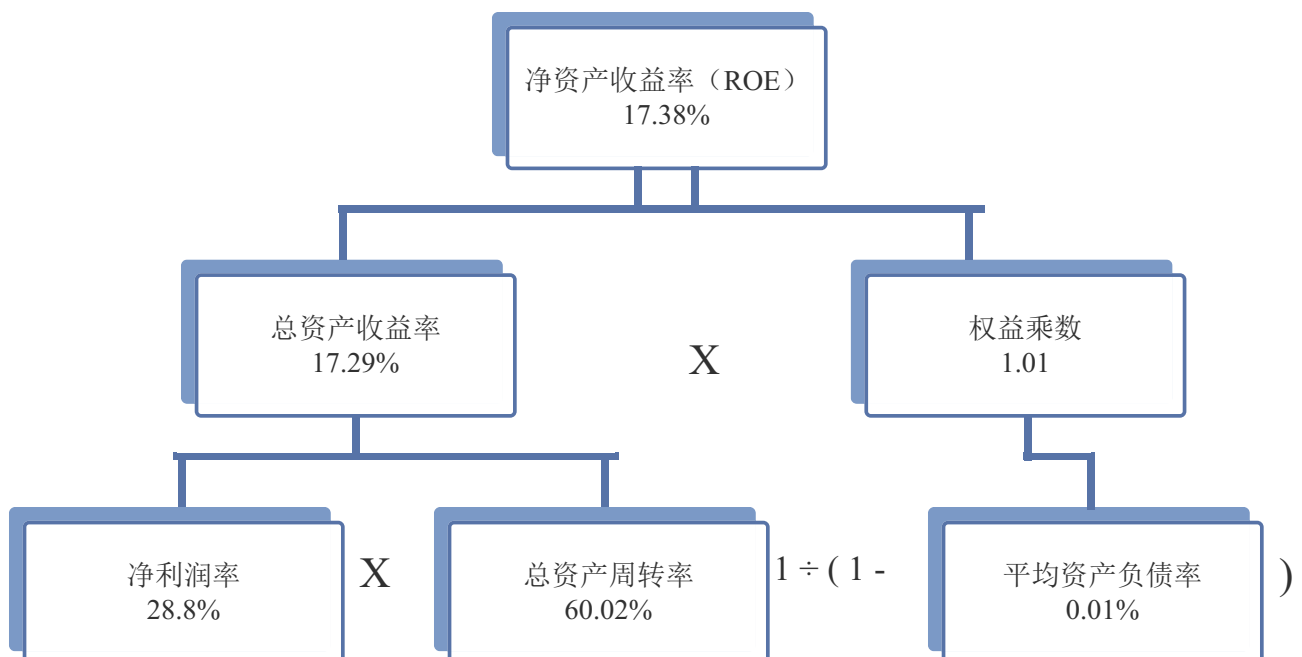 净资产收益率（ROE）
17.38%
总资产收益率
17.29%
X
权益乘数
1.01
净利润率
28.8%
X
总资产周转率
60.02%
1 ÷ ( 1 -
平均资产负债率
0.01%
)